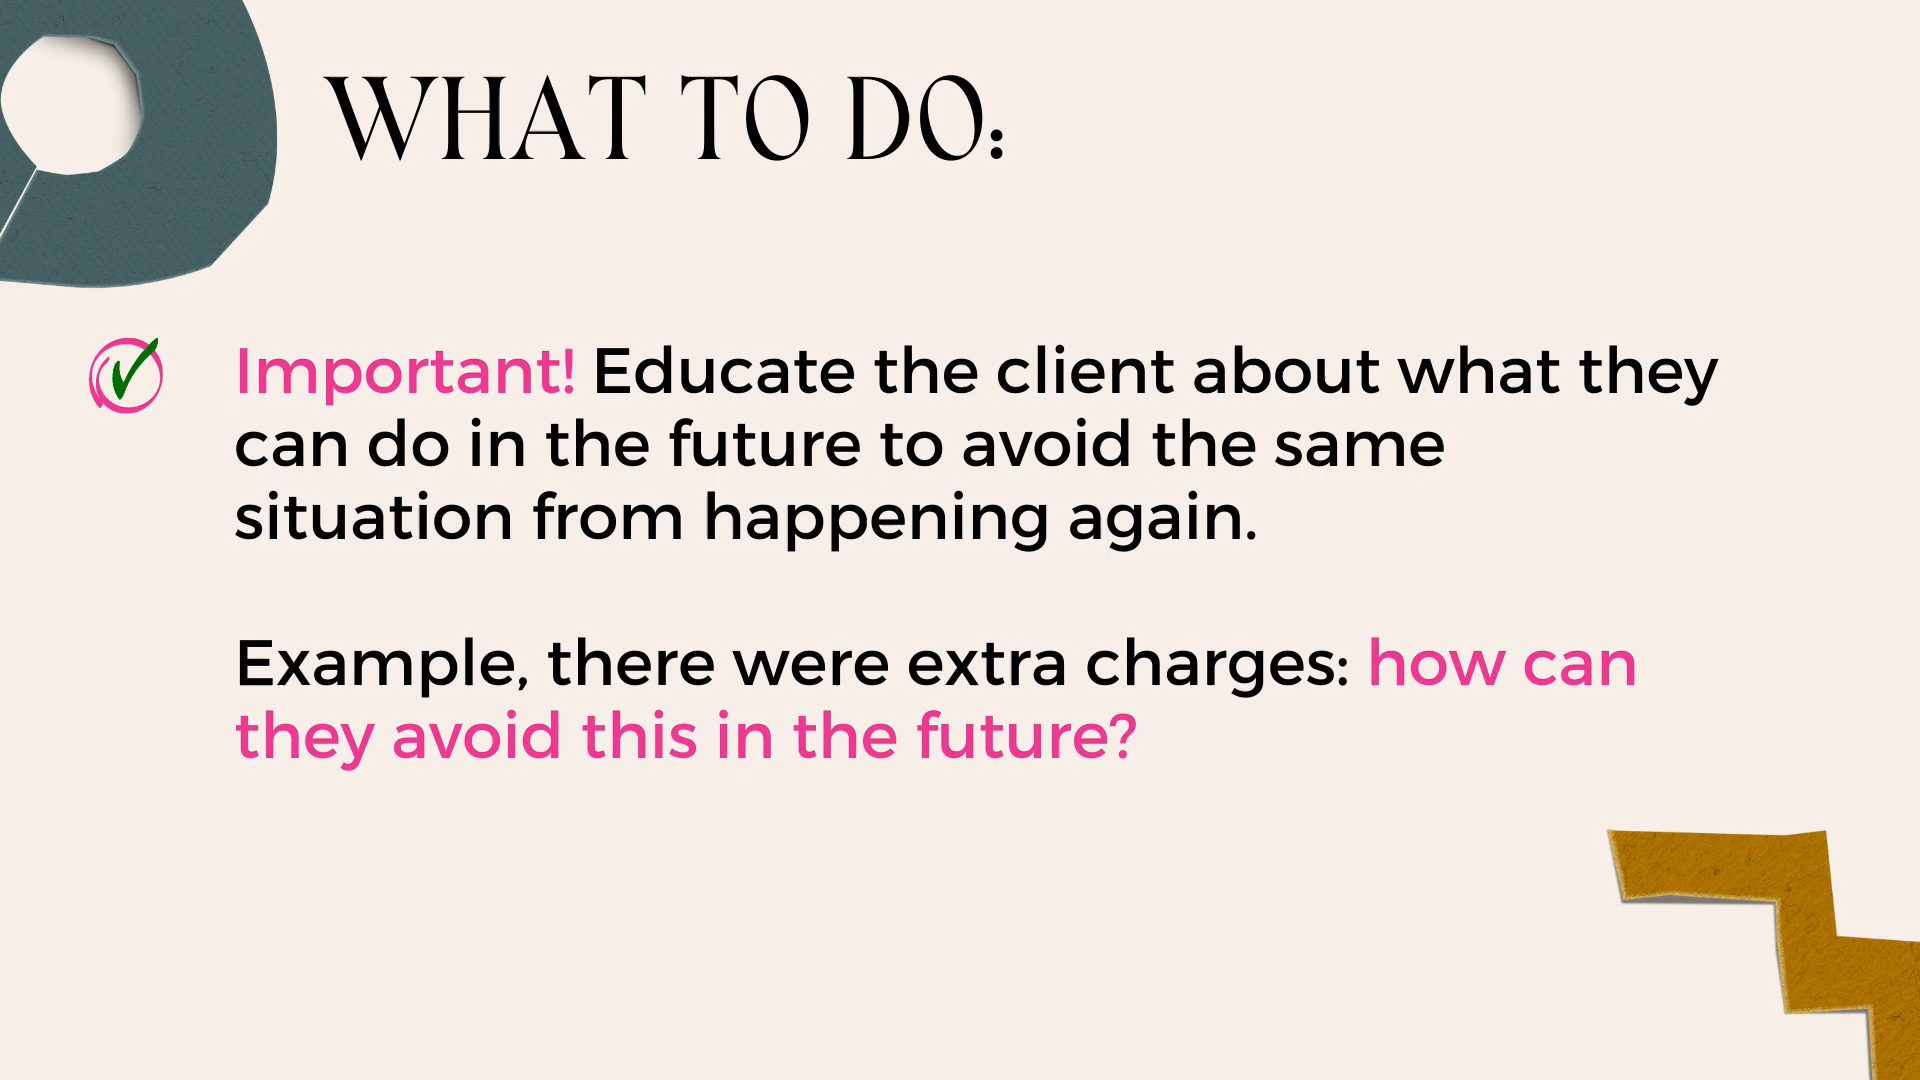 WHAT TO DO:
Important! Educate the client about what they
can do in the future to avoid the same
situation from happening again.
Example, there were extra charges: how can
they avoid this in the future?